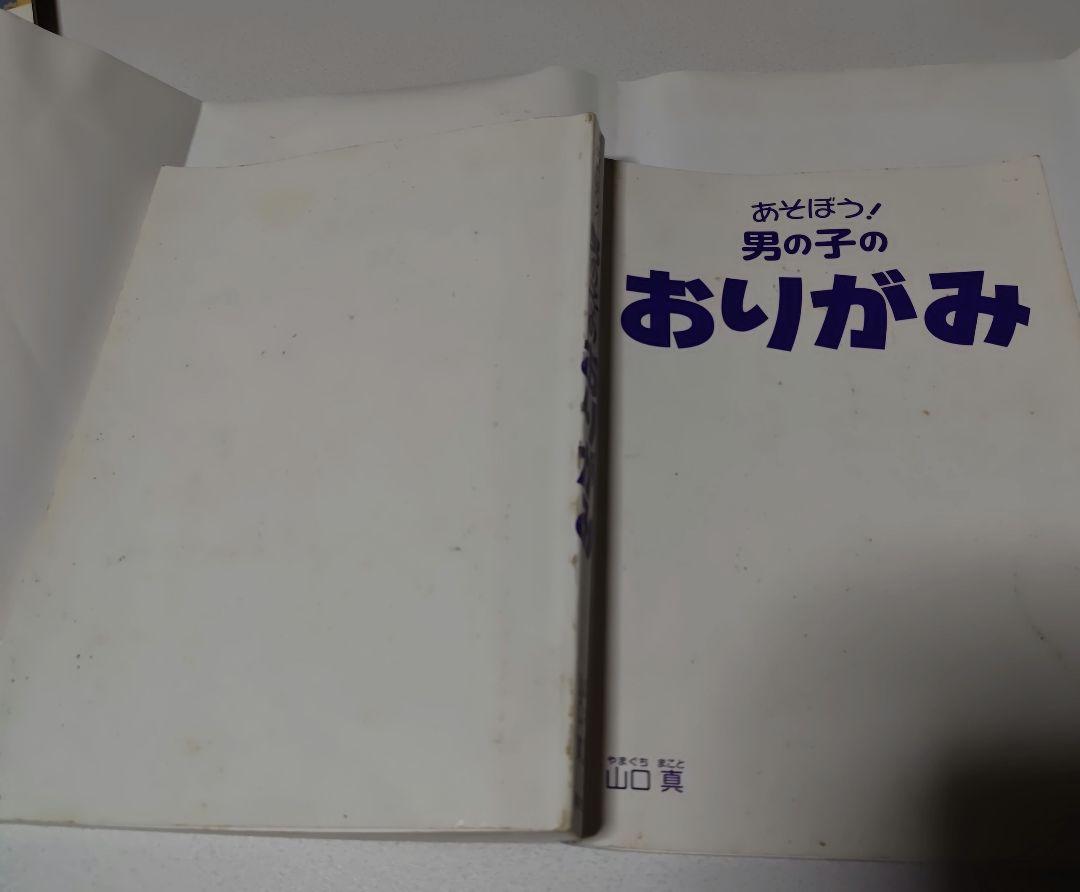 あそぼう!
男の子の
おりがみ
やまぐち まこと
山口 真